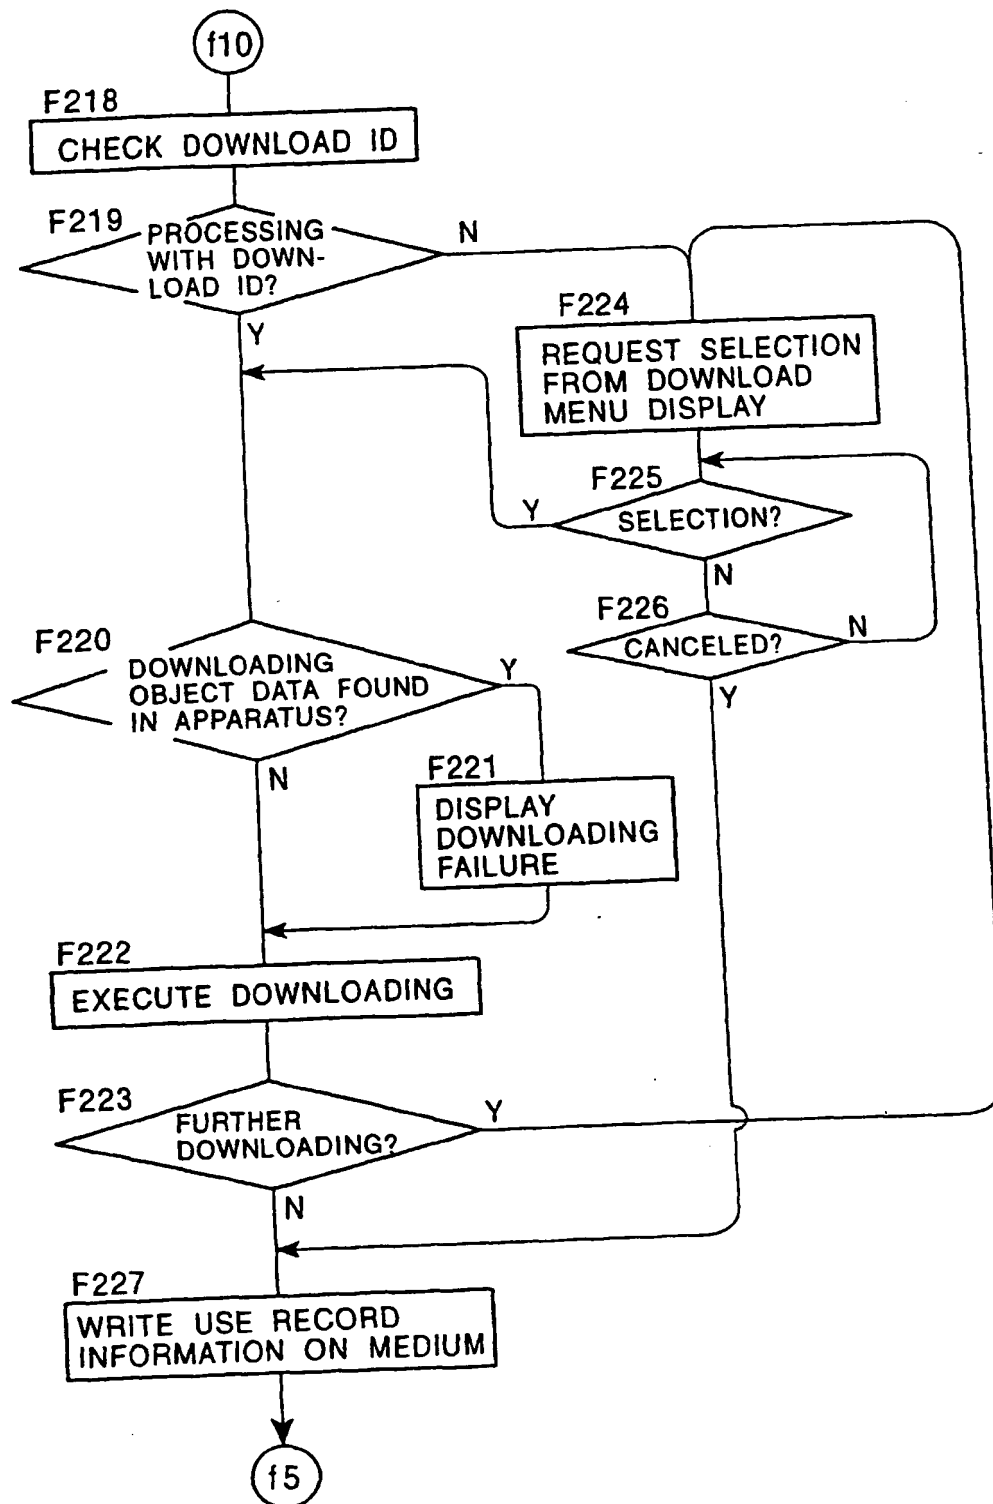 f10
F218
CHECK DOWNLOAD ID
F219
PROCESSING
WITH DOWN-
LOAD ID?
N
Y
F224
REQUEST SELECTION
FROM DOWNLOAD
MENU DISPLAY
F225
SELECTION?
Y
N
F226
CANCELED?
N
Y
F220
DOWNLOADING
OBJECT DATA FOUND
IN APPARATUS?
Y
N
F221
DISPLAY
DOWNLOADING
FAILURE
F222
EXECUTE DOWNLOADING
F223
FURTHER
DOWNLOADING?
Y
N
F227
WRITE USE RECORD
INFORMATION ON MEDIUM
f5